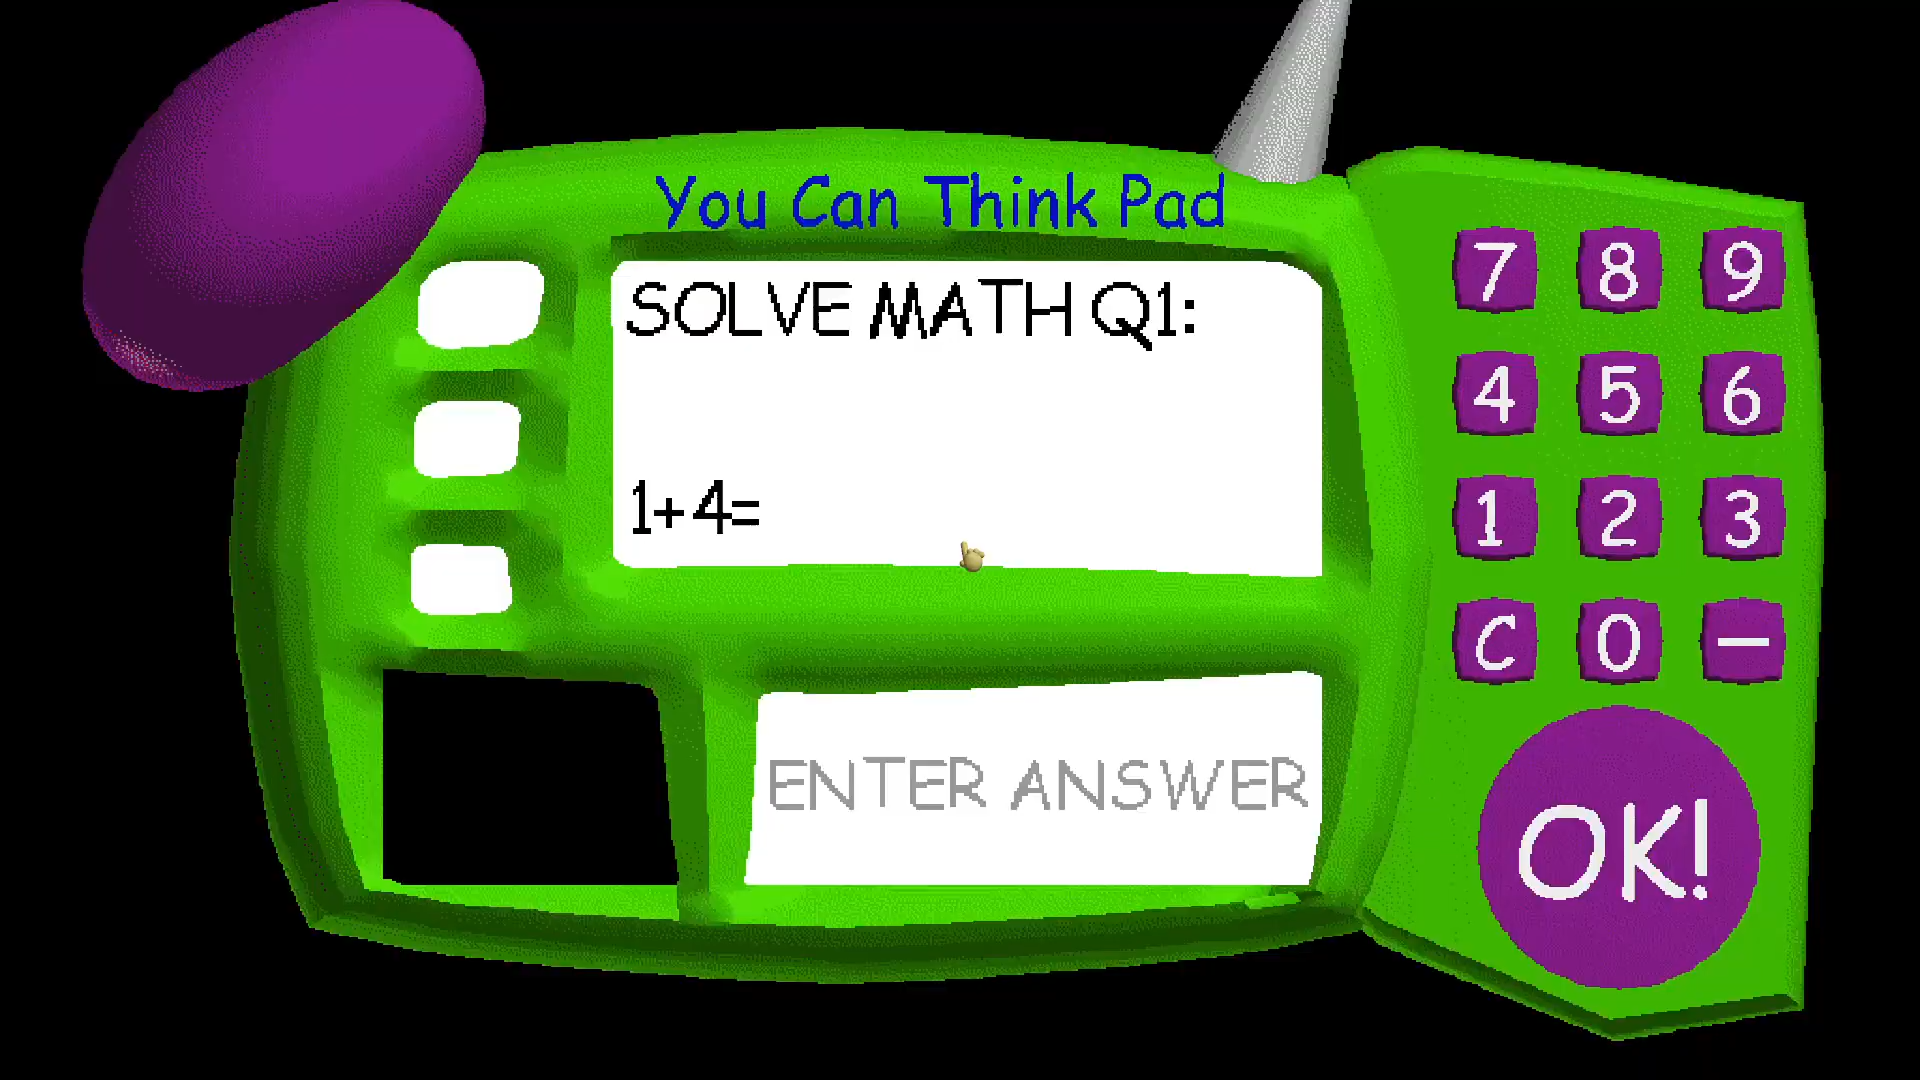 You Can Think Pad
SOLVE MATH Q1:
1+4=
ENTER ANSWER
7 8 9
4 5 6
1 2 3
C 0 −
OK!